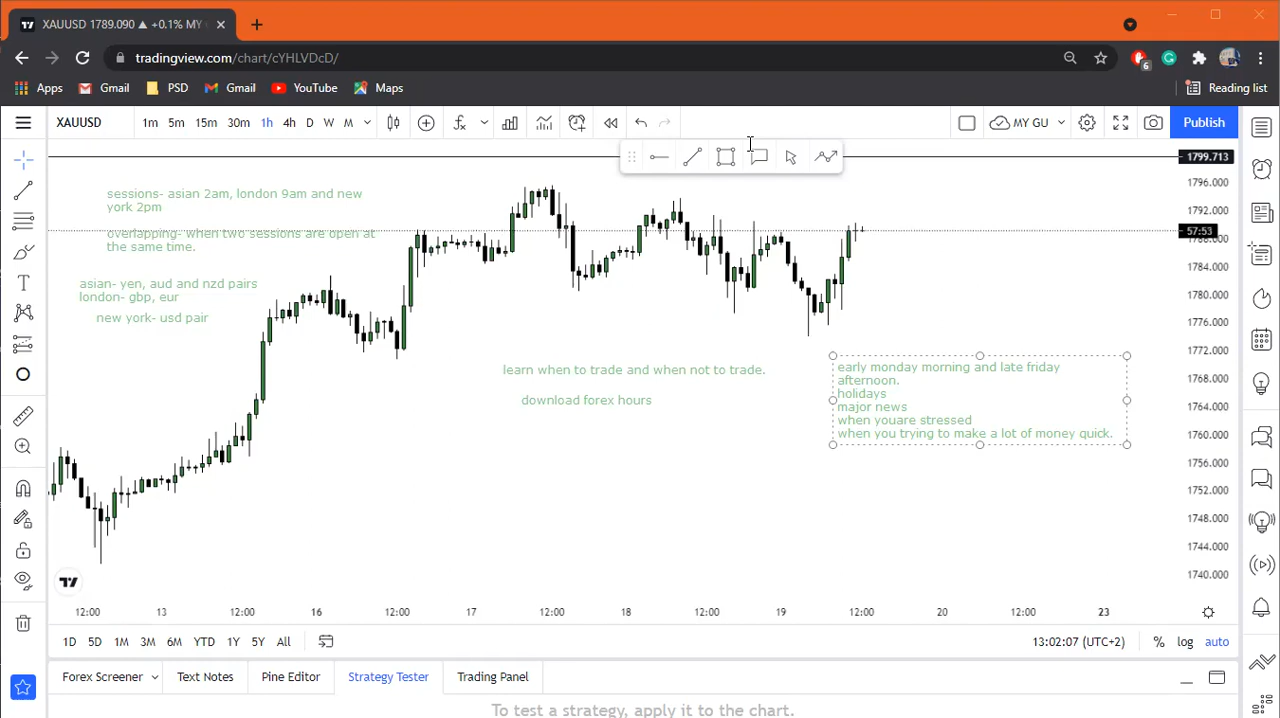 XAUUSD 1789.090 ▲ +0.1% MY
tradingview.com/chart/cYHLVDcD/
6
Apps Gmail PSD Gmail YouTube Maps Reading list
XAUUSD 1m 5m 15m 30m 1h 4h D W M MY GU Publish
1799.713
1796.000
1792.000
57:53
1788.000
1784.000
1780.000
1776.000
1772.000
1768.000
1764.000
1760.000
1756.000
1752.000
1748.000
1744.000
1740.000
sessions- asian 2am, london 9am and new
york 2pm
overlapping- when two sessions are open at
the same time.
asian- yen, aud and nzd pairs
london- gbp, eur
new york- usd pair
learn when to trade and when not to trade.
download forex hours
early monday morning and late friday
afternoon.
holidays
major news
when youare stressed
when you trying to make a lot of money quick.
12:00 13 12:00 16 12:00 17 12:00 18 12:00 19 12:00 20 12:00 23
1D 5D 1M 3M 6M YTD 1Y 5Y All 13:02:07 (UTC+2) % log auto
Forex Screener Text Notes Pine Editor Strategy Tester Trading Panel
To test a strategy, apply it to the chart.